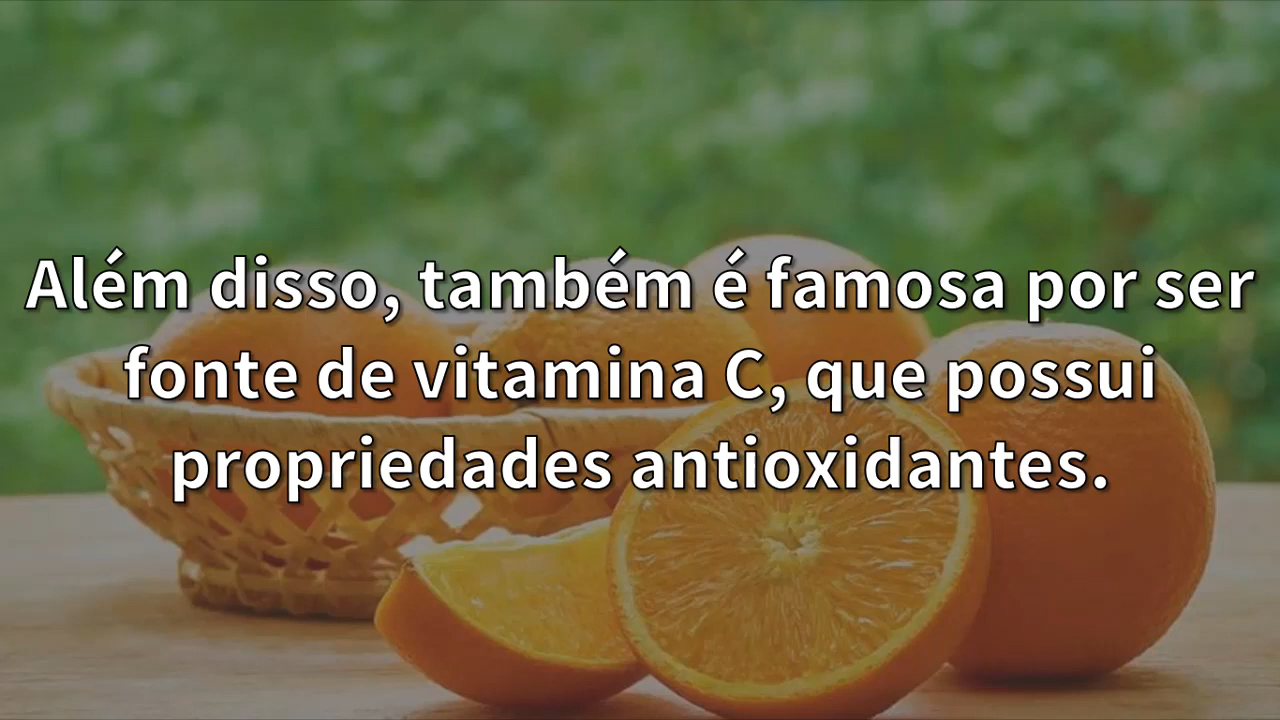 Além disso, também é famosa por ser
fonte de vitamina C, que possui
propriedades antioxidantes.